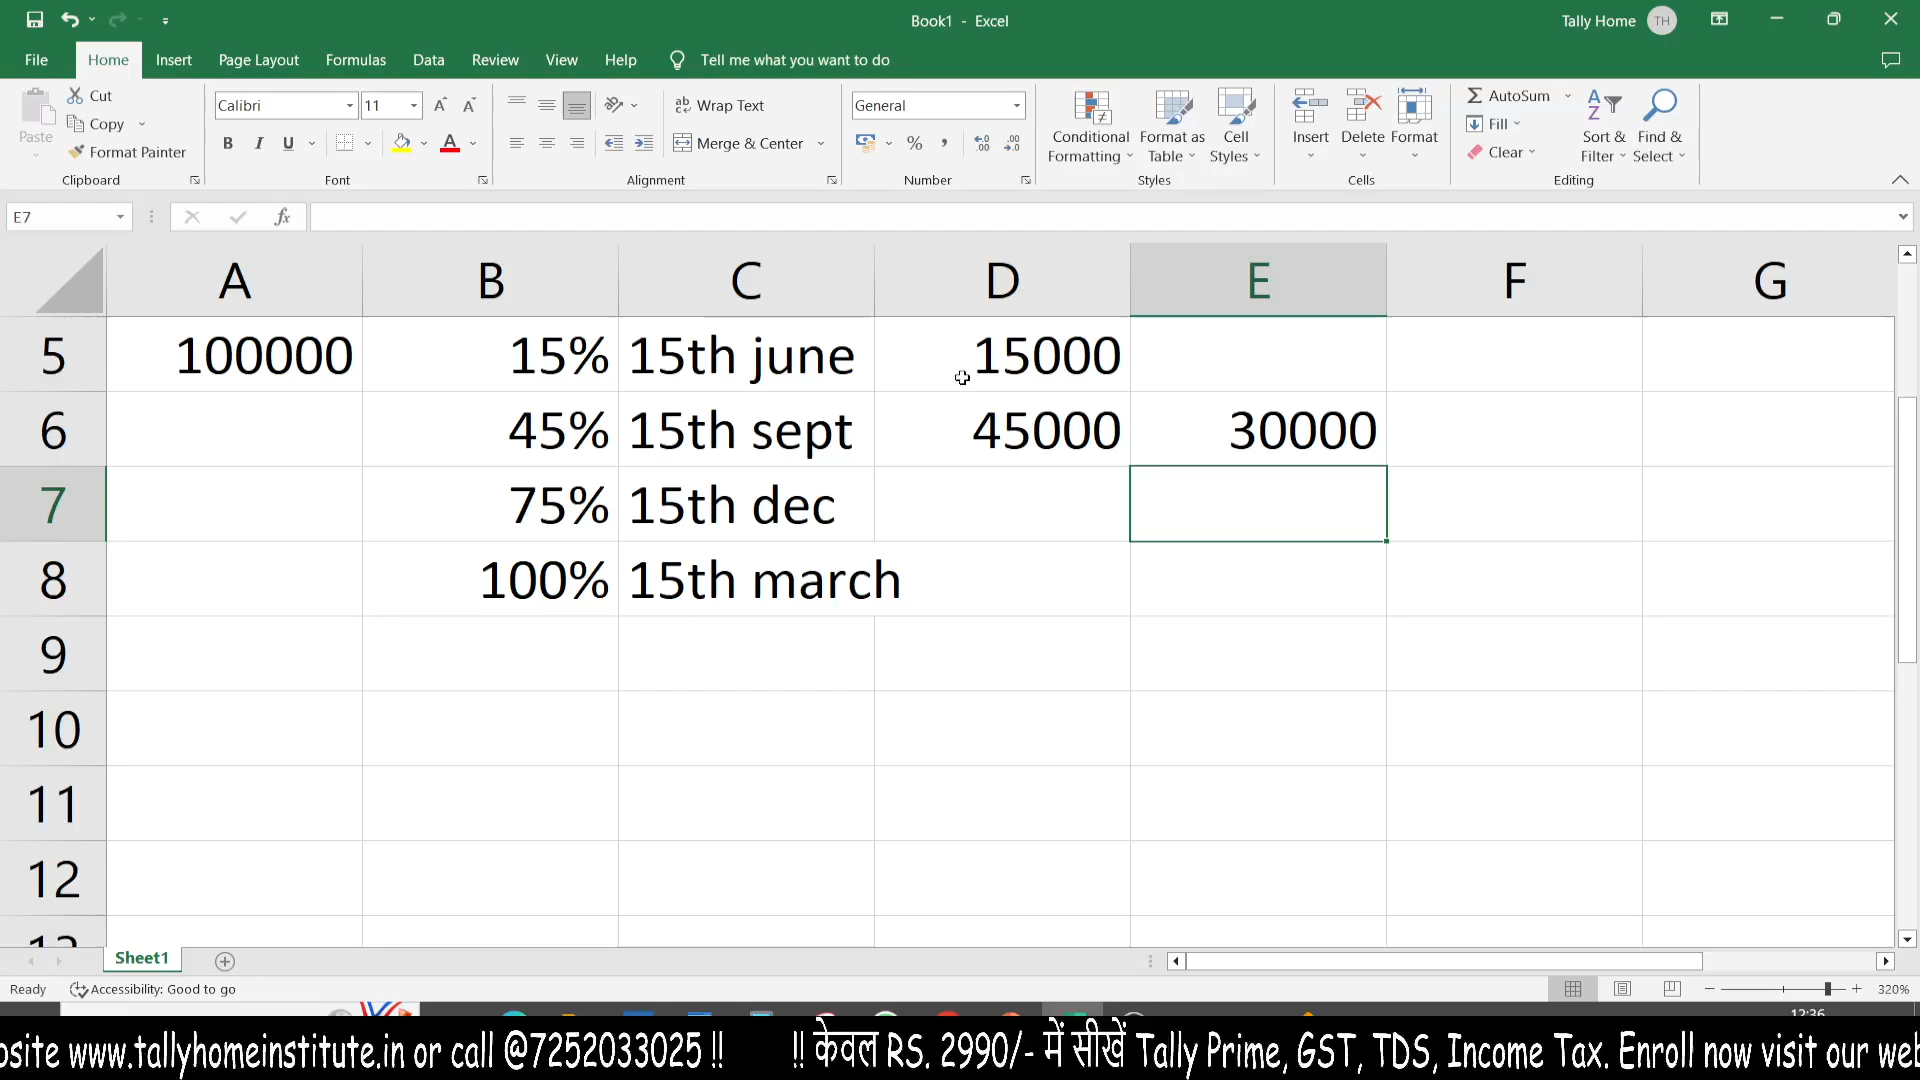 Book1 - Excel
Tally Home TH
File Home Insert Page Layout Formulas Data Review View Help Tell me what you want to do
Paste
Cut
Copy
Format Painter
Clipboard
Calibri 11
B I U
Font
Wrap Text
Merge & Center
Alignment
General
%
Number
Conditional Formatting
Format as Table
Cell Styles
Styles
Insert Delete Format
Cells
AutoSum
Fill
Clear
Sort & Filter
Find & Select
Editing
E7 fx
A B C D E F G
5 100000 15% 15th june 15000
6 45% 15th sept 45000 30000
7 75% 15th dec
8 100% 15th march
9
10
11
12
13
Sheet1
Ready Accessibility: Good to go 320%
12:36
osite www.tallyhomeinstitute.in or call @7252033025 !! !! केवल RS. 2990/- में सीखें Tally Prime, GST, TDS, Income Tax. Enroll now visit our web